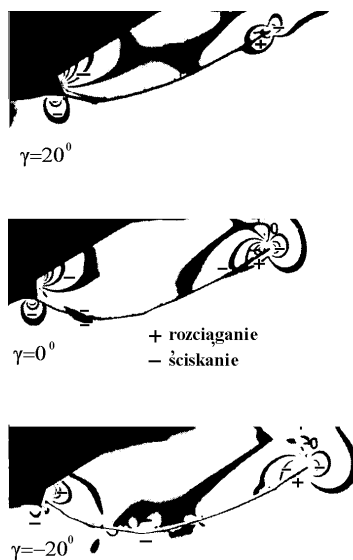 γ=20⁰
γ=0⁰
+ rozciąganie
− ściskanie
γ=−20⁰